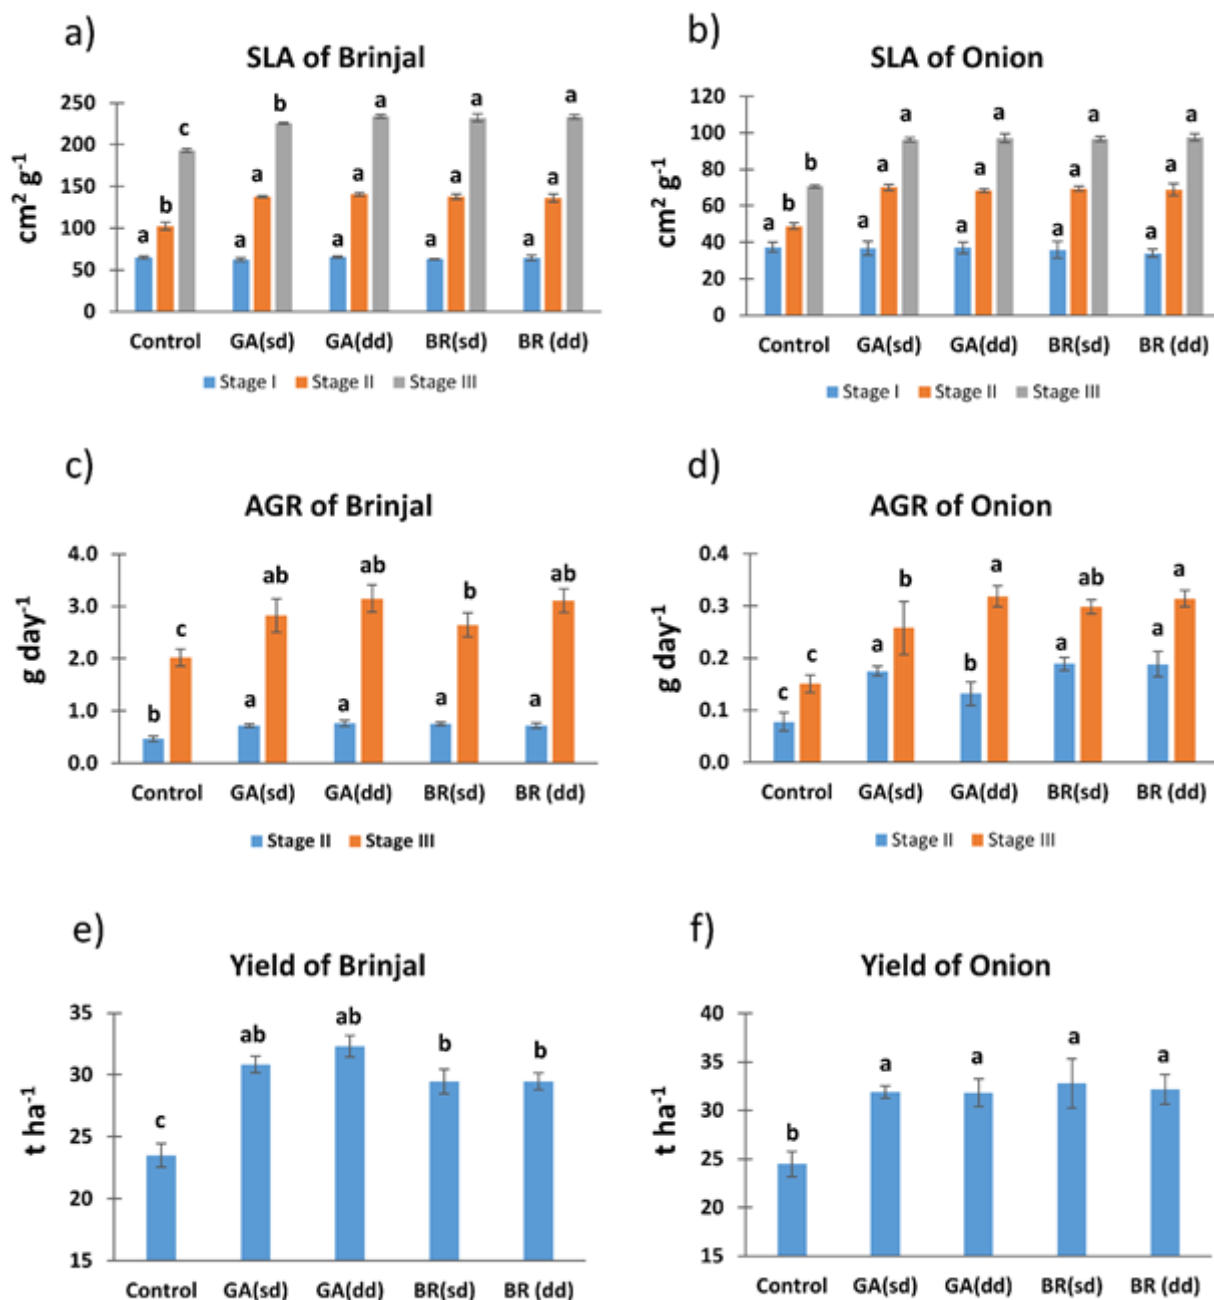 a)
SLA of Brinjal
cm² g⁻¹
250
200
150
100
50
0
a b c
a a b
a a a
a a a
a a a
Control GA(sd) GA(dd) BR(sd) BR (dd)
Stage I Stage II Stage III
b)
SLA of Onion
cm² g⁻¹
120
100
80
60
40
20
0
a b b
a a a
a a a
a a a
a a a
Control GA(sd) GA(dd) BR(sd) BR (dd)
Stage I Stage II Stage III
c)
AGR of Brinjal
g day⁻¹
4.0
3.0
2.0
1.0
0.0
b c
a ab
a ab
a b
a ab
Control GA(sd) GA(dd) BR(sd) BR (dd)
Stage II Stage III
d)
AGR of Onion
g day⁻¹
0.4
0.3
0.2
0.1
0.0
c c
a b
b a
a ab
a a
Control GA(sd) GA(dd) BR(sd) BR (dd)
Stage II Stage III
e)
Yield of Brinjal
t ha⁻¹
35
30
25
20
15
c ab ab b b
Control GA(sd) GA(dd) BR(sd) BR (dd)
f)
Yield of Onion
t ha⁻¹
40
35
30
25
20
15
b a a a a
Control GA(sd) GA(dd) BR(sd) BR (dd)